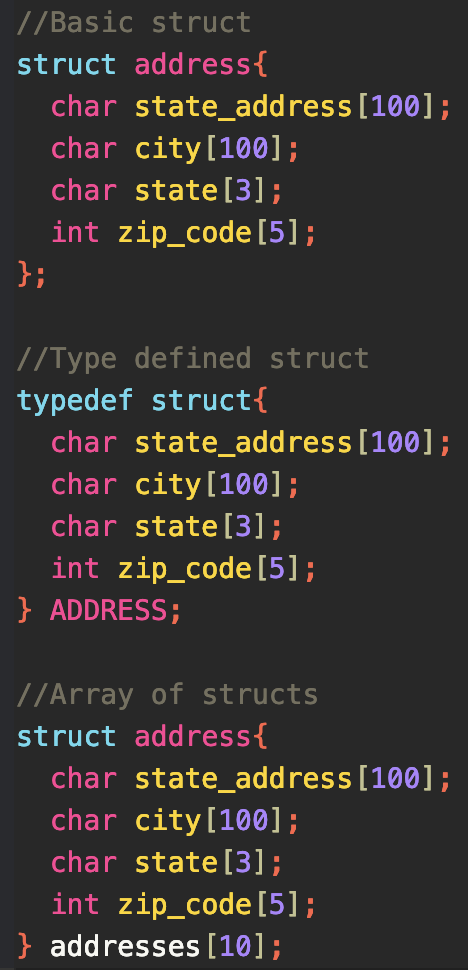 //Basic struct
struct address{
  char state_address[100];
  char city[100];
  char state[3];
  int zip_code[5];
};

//Type defined struct
typedef struct{
  char state_address[100];
  char city[100];
  char state[3];
  int zip_code[5];
} ADDRESS;

//Array of structs
struct address{
  char state_address[100];
  char city[100];
  char state[3];
  int zip_code[5];
} addresses[10];